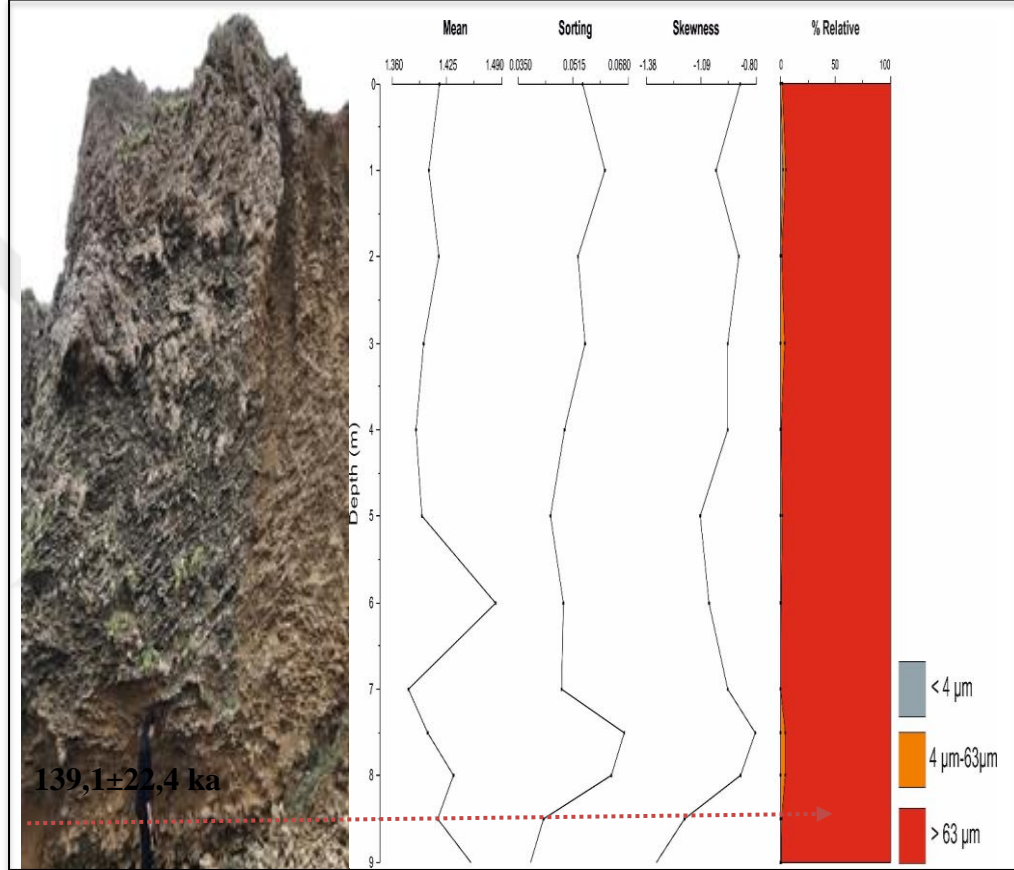 Mean Sorting Skewness % Relative
1.360 1.425 1.490 0.0350 0.0515 0.0680 -1.38 -1.09 -0.80 0 50 100
0
1
2
3
4
Depth (m)
5
6
7
< 4 µm
4 µm-63µm
139,1±22,4 ka
8
> 63 µm
9